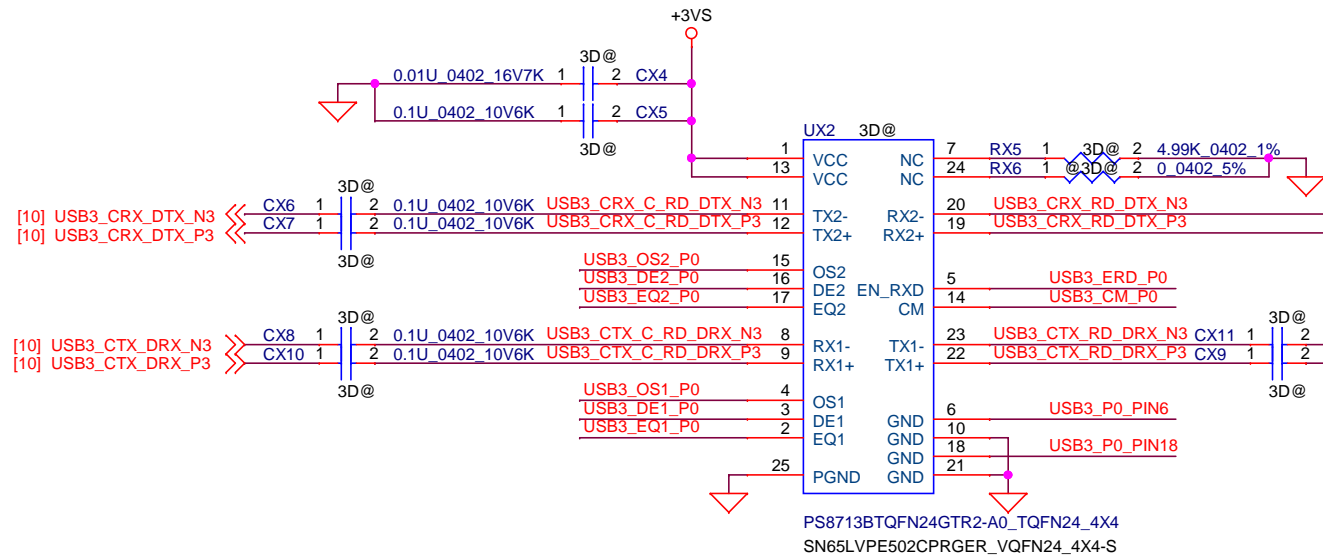 +3VS
3D@
0.01U_0402_16V7K 1 2 CX4
0.1U_0402_10V6K 1 2 CX5
3D@
UX2 3D@
1 VCC NC 7 RX5 1 3D@ 2 4.99K_0402_1%
13 VCC NC 24 RX6 1 @3D@ 2 0_0402_5%
3D@
[10] USB3_CRX_DTX_N3 CX6 1 2 0.1U_0402_10V6K USB3_CRX_C_RD_DTX_N3 11 TX2- RX2- 20 USB3_CRX_RD_DTX_N3
[10] USB3_CRX_DTX_P3 CX7 1 2 0.1U_0402_10V6K USB3_CRX_C_RD_DTX_P3 12 TX2+ RX2+ 19 USB3_CRX_RD_DTX_P3
3D@
USB3_OS2_P0 15 OS2
USB3_DE2_P0 16 DE2 EN_RXD 5 USB3_ERD_P0
USB3_EQ2_P0 17 EQ2 CM 14 USB3_CM_P0
3D@ 3D@
[10] USB3_CTX_DRX_N3 CX8 1 2 0.1U_0402_10V6K USB3_CTX_C_RD_DRX_N3 8 RX1- TX1- 23 USB3_CTX_RD_DRX_N3 CX11 1 2
[10] USB3_CTX_DRX_P3 CX10 1 2 0.1U_0402_10V6K USB3_CTX_C_RD_DRX_P3 9 RX1+ TX1+ 22 USB3_CTX_RD_DRX_P3 CX9 1 2
3D@ 3D@
USB3_OS1_P0 4 OS1
USB3_DE1_P0 3 DE1 GND 6 USB3_P0_PIN6
USB3_EQ1_P0 2 EQ1 GND 10
GND 18 USB3_P0_PIN18
25 PGND GND 21
PS8713BTQFN24GTR2-A0_TQFN24_4X4
SN65LVPE502CPRGER_VQFN24_4X4-S